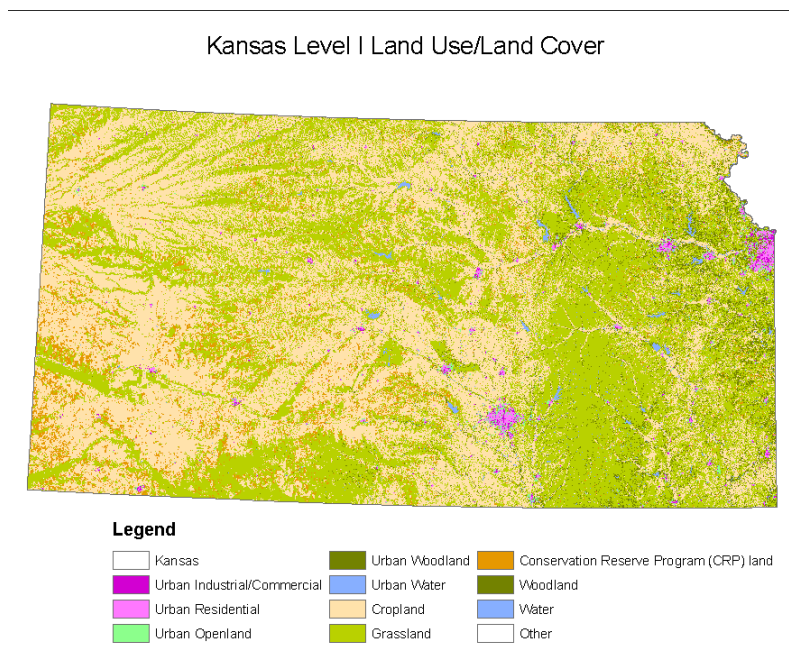 Kansas Level I Land Use/Land Cover
Legend
Kansas
Urban Industrial/Commercial
Urban Residential
Urban Openland
Urban Woodland
Urban Water
Cropland
Grassland
Conservation Reserve Program (CRP) land
Woodland
Water
Other